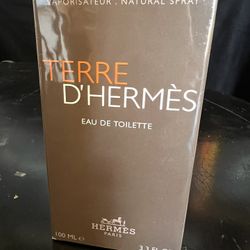 VAPORISATEUR . NATURAL SPRAY
TERRE
D'HERMÈS
EAU DE TOILETTE
HERMÈS
PARIS
100 ML ℮